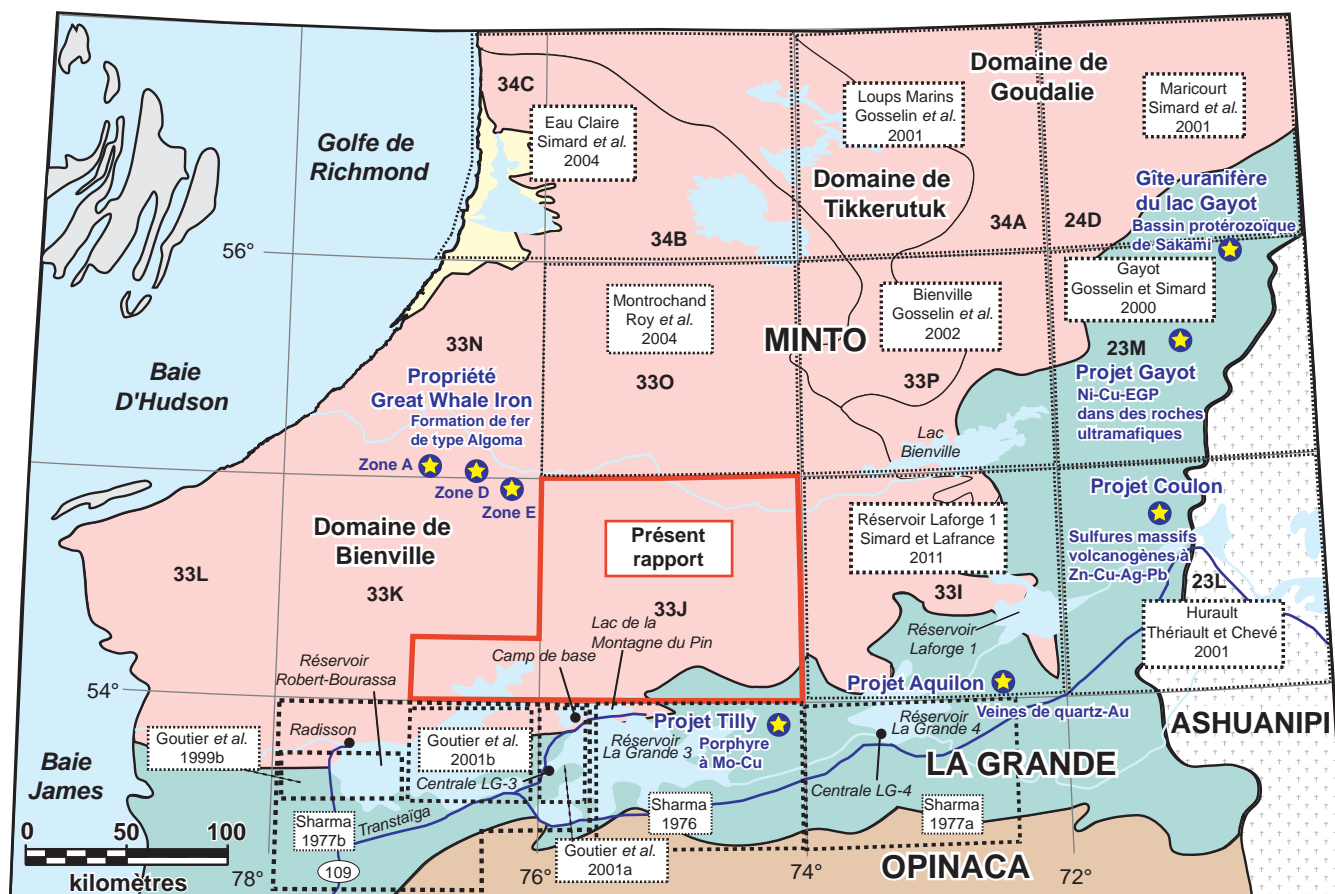 34C
Eau Claire
Simard et al.
2004
Golfe de
Richmond
Loups Marins
Gosselin et al.
2001
Domaine de
Goudalie
Maricourt
Simard et al.
2001
Domaine de
Tikkerutuk
Gîte uranifère
du lac Gayot
Bassin protérozoïque
de Sakami
34B
34A
24D
56°
Montrochand
Roy et al.
2004
Bienville
Gosselin et al.
2002
Gayot
Gosselin et Simard
2000
MINTO
Baie
D'Hudson
33N
33O
33P
23M
Propriété
Great Whale Iron
Formation de fer
de type Algoma
Zone A
Zone D
Zone E
Projet Gayot
Ni-Cu-EGP
dans des roches
ultramafiques
Lac
Bienville
Projet Coulon
Sulfures massifs
volcanogènes à
Zn-Cu-Ag-Pb
Domaine de
Bienville
Présent
rapport
Réservoir Laforge 1
Simard et Lafrance
2011
33L
33K
33J
33I
23L
Hurault
Thériault et Chevé
2001
Lac de la
Montagne du Pin
Camp de base
Réservoir
Robert-Bourassa
Réservoir
Laforge 1
54°
Projet Aquilon
Veines de quartz-Au
ASHUANIPI
Goutier et al.
1999b
Radisson
Goutier et al.
2001b
Projet Tilly
Porphyre
à Mo-Cu
Réservoir
La Grande 3
Réservoir
La Grande 4
Centrale LG-3
Centrale LG-4
LA GRANDE
Baie
James
Sharma
1977b
Transtaïga
Sharma
1976
Sharma
1977a
Goutier et al.
2001a
OPINACA
0 50 100
kilomètres
109
78°
76°
74°
72°